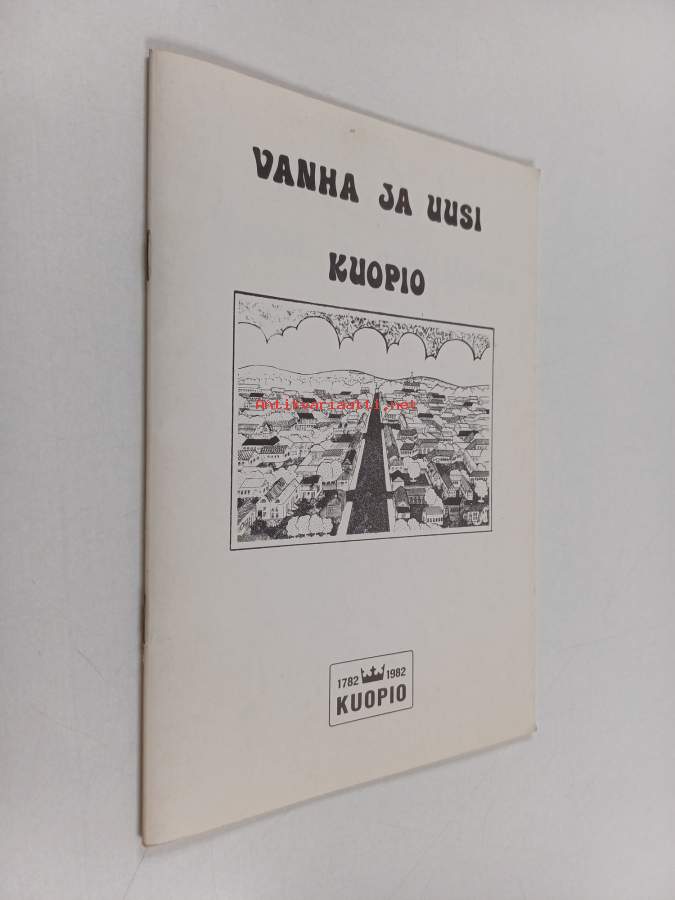 VANHA JA UUSI
KUOPIO
Antikvariaatti.net
1782 1982
KUOPIO